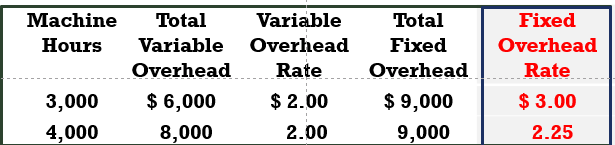 Machine Total Variable Total Fixed
Hours Variable Overhead Fixed Overhead
Overhead Rate Overhead Rate
3,000 $ 6,000 $ 2.00 $ 9,000 $ 3.00
4,000 8,000 2.00 9,000 2.25